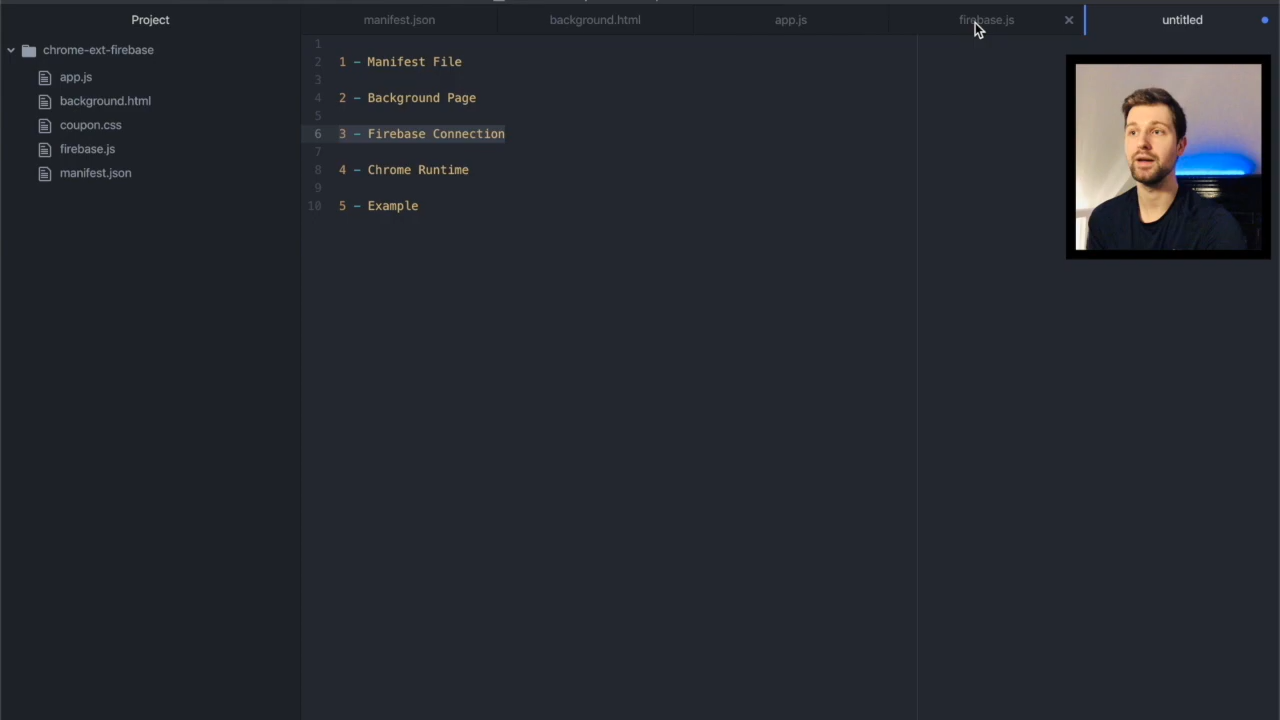 Project
manifest.json
background.html
app.js
firebase.js
untitled
chrome-ext-firebase
app.js
background.html
coupon.css
firebase.js
manifest.json
1
2 1 - Manifest File
3
4 2 - Background Page
5
6 3 - Firebase Connection
7
8 4 - Chrome Runtime
9
10 5 - Example